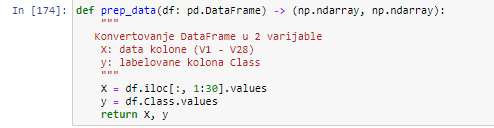 In [174]: def prep_data(df: pd.DataFrame) -> (np.ndarray, np.ndarray):
"""
Konvertovanje DataFrame u 2 varijable
X: data kolone (V1 - V28)
y: labelovane kolona Class
"""
X = df.iloc[:, 1:30].values
y = df.Class.values
return X, y